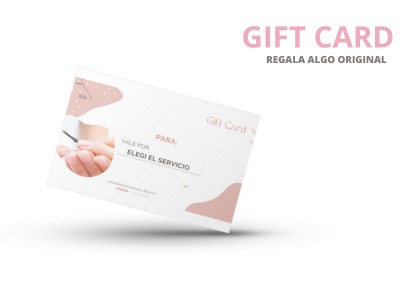 GIFT CARD
REGALA ALGO ORIGINAL
Gift Card
PARA:
VALE POR
ELEGI EL SERVICIO